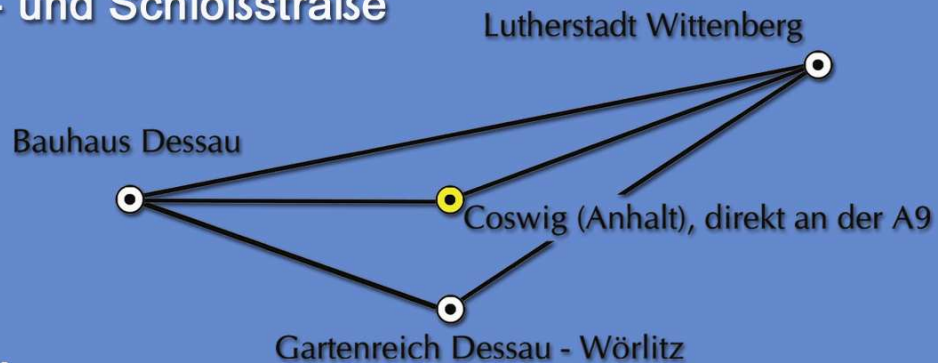 - und Schloßstraße
Lutherstadt Wittenberg
Bauhaus Dessau
Coswig (Anhalt), direkt an der A9
Gartenreich Dessau - Wörlitz